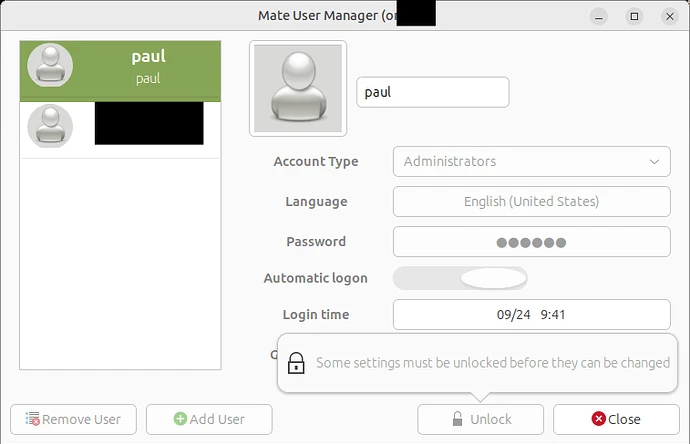 Mate User Manager (on
paul
paul
paul
Account Type
Administrators
Language
English (United States)
Password
●●●●●●
Automatic logon
Login time
09/24 9:41
Some settings must be unlocked before they can be changed
Remove User
Add User
Unlock
Close